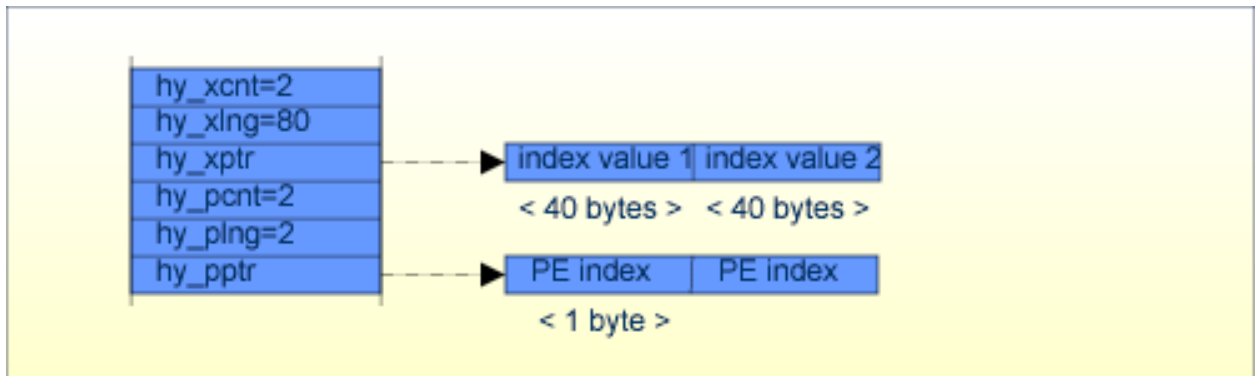 hy_xcnt=2
hy_xlng=80
hy_xptr
index value 1 index value 2
hy_pcnt=2
< 40 bytes > < 40 bytes >
hy_plng=2
hy_pptr
PE index PE index
< 1 byte >